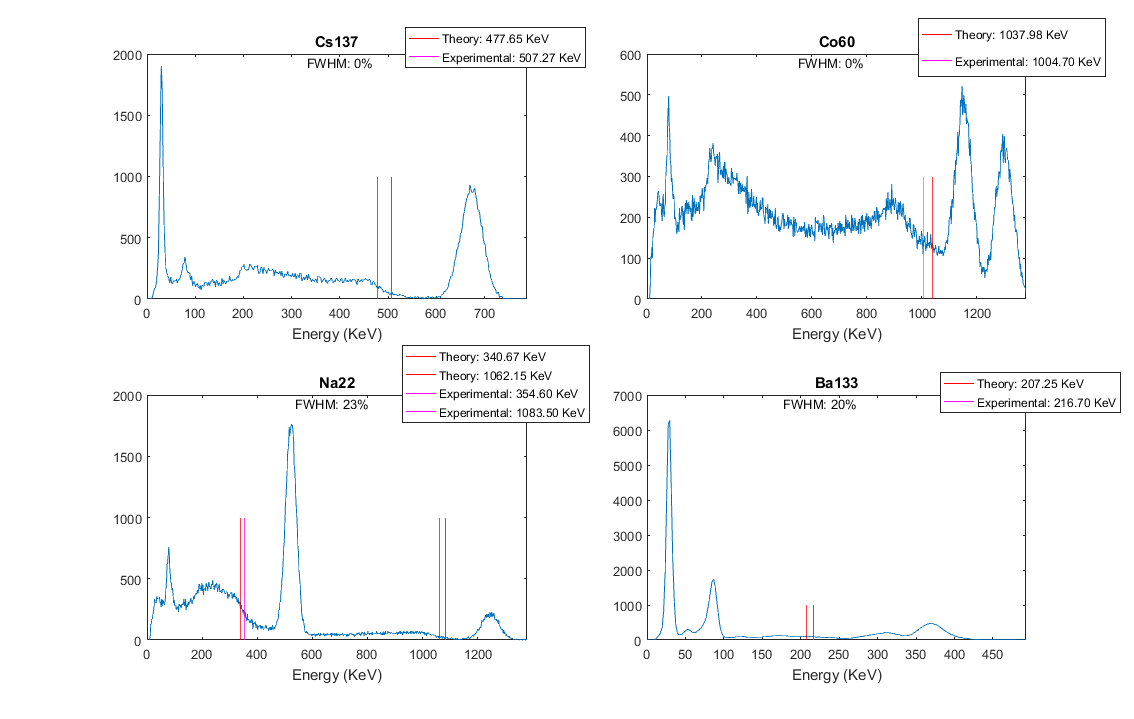 Cs137
FWHM: 0%
Theory: 477.65 KeV
Experimental: 507.27 KeV
2000
1500
1000
500
0
0 100 200 300 400 500 600 700
Energy (KeV)
Co60
FWHM: 0%
Theory: 1037.98 KeV
Experimental: 1004.70 KeV
600
500
400
300
200
100
0
0 200 400 600 800 1000 1200
Energy (KeV)
Na22
FWHM: 23%
Theory: 340.67 KeV
Theory: 1062.15 KeV
Experimental: 354.60 KeV
Experimental: 1083.50 KeV
2000
1500
1000
500
0
0 200 400 600 800 1000 1200
Energy (KeV)
Ba133
FWHM: 20%
Theory: 207.25 KeV
Experimental: 216.70 KeV
7000
6000
5000
4000
3000
2000
1000
0
0 50 100 150 200 250 300 350 400 450
Energy (KeV)